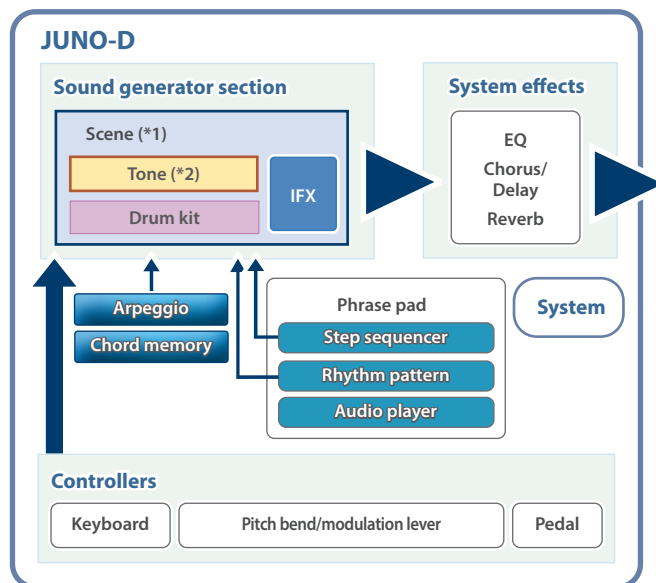 JUNO-D
Sound generator section
Scene (*1)
Tone (*2)
Drum kit
IFX
System effects
EQ
Chorus/
Delay
Reverb
Arpeggio
Chord memory
Phrase pad
Step sequencer
Rhythm pattern
Audio player
System
Controllers
Keyboard
Pitch bend/modulation lever
Pedal